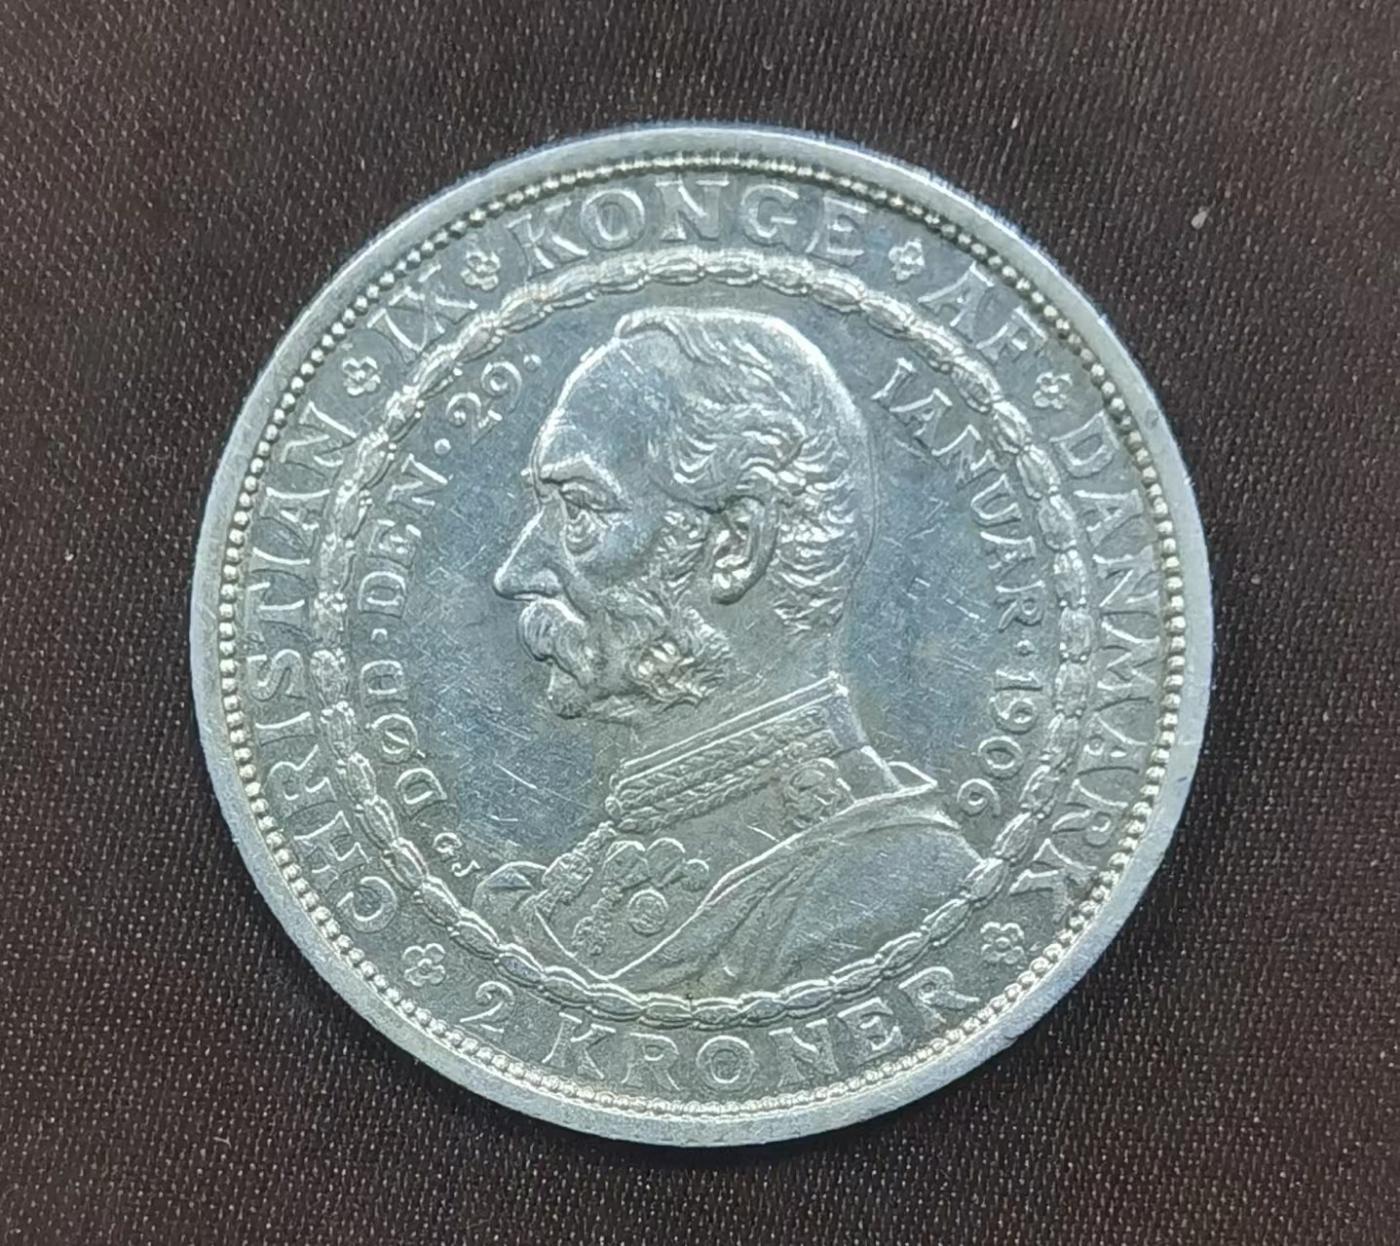 CHRISTIAN IX KONGE AF DANMARK
2 KRONER
DØD·DEN·29· IANUAR·1906
GJ